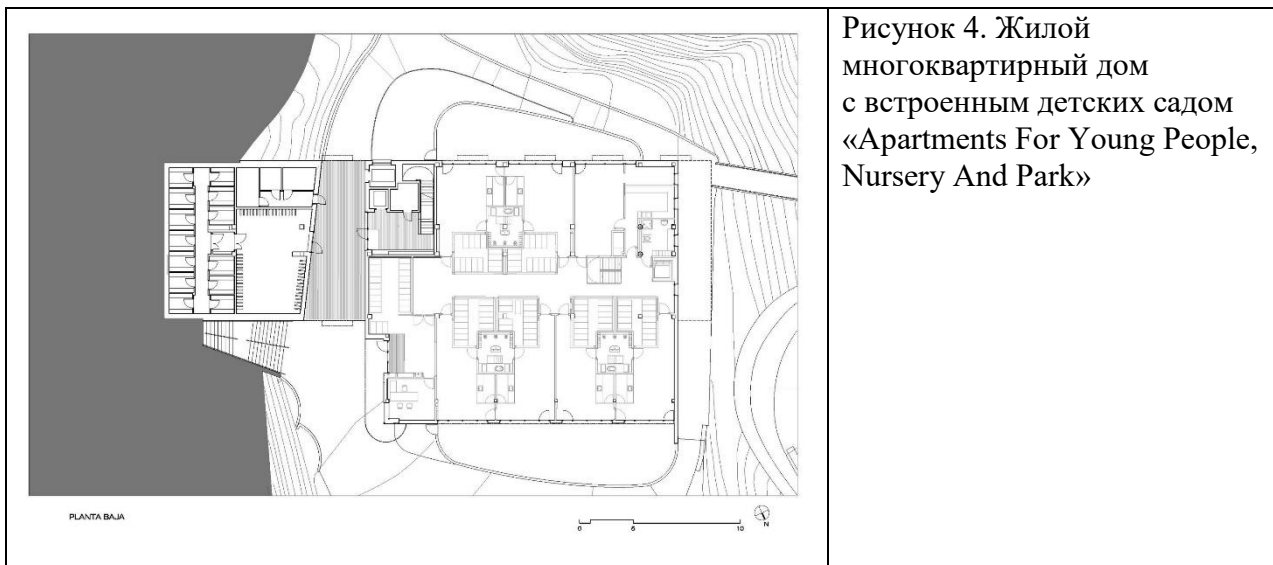 Рисунок 4. Жилой
многоквартирный дом
с встроенным детских садом
«Apartments For Young People,
Nursery And Park»
PLANTA BAJA
0 5 10
N